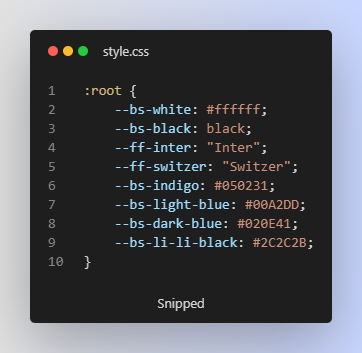 style.css
1 :root {
2 --bs-white: #ffffff;
3 --bs-black: black;
4 --ff-inter: "Inter";
5 --ff-switzer: "Switzer";
6 --bs-indigo: #050231;
7 --bs-light-blue: #00A2DD;
8 --bs-dark-blue: #020E41;
9 --bs-li-li-black: #2C2C2B;
10 }
Snipped